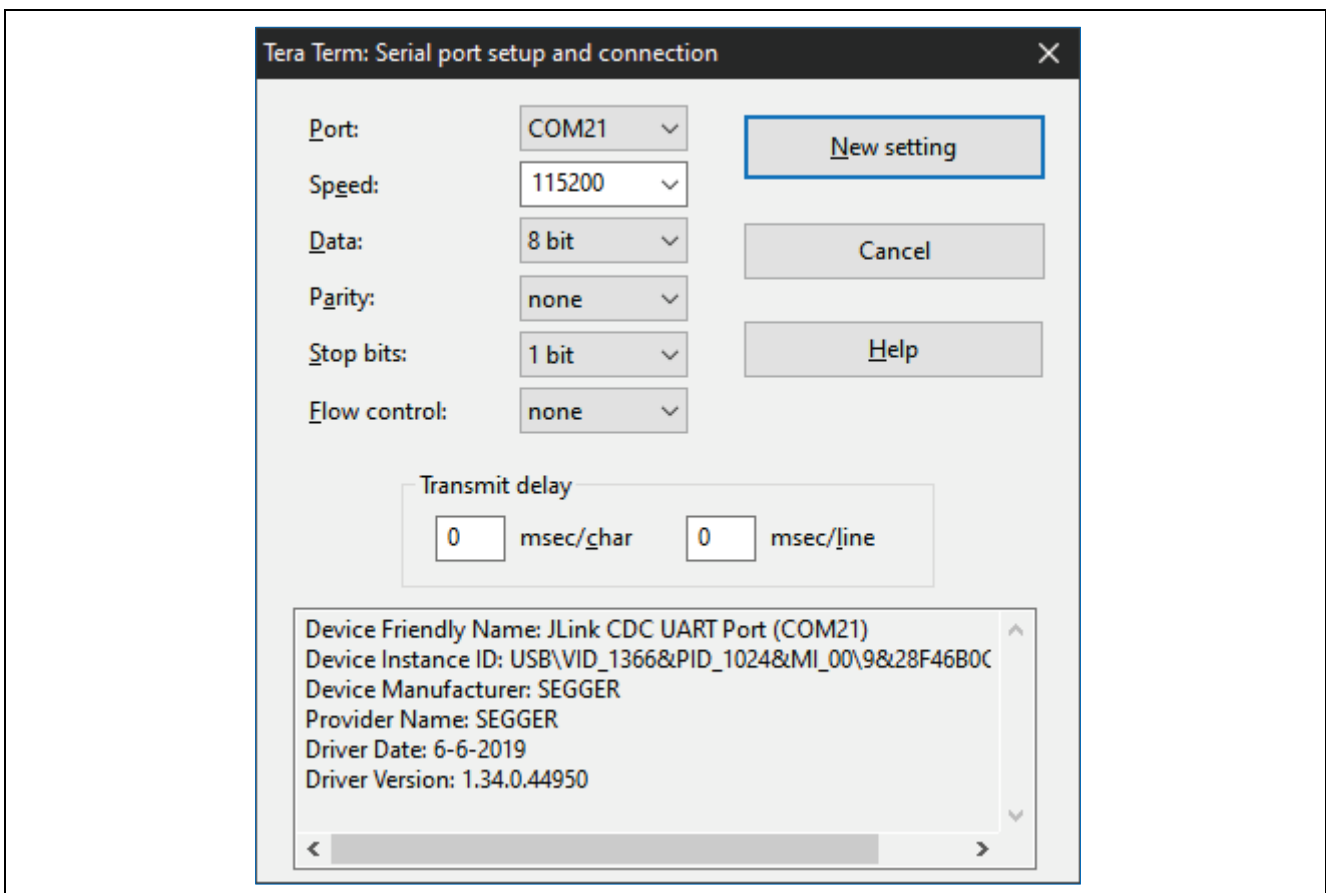 Tera Term: Serial port setup and connection
Port: COM21
New setting
Speed: 115200
Data: 8 bit
Cancel
Parity: none
Stop bits: 1 bit
Help
Flow control: none
Transmit delay
0 msec/char 0 msec/line
Device Friendly Name: JLink CDC UART Port (COM21)
Device Instance ID: USB\VID_1366&PID_1024&MI_00\9&28F46B0
Device Manufacturer: SEGGER
Provider Name: SEGGER
Driver Date: 6-6-2019
Driver Version: 1.34.0.44950